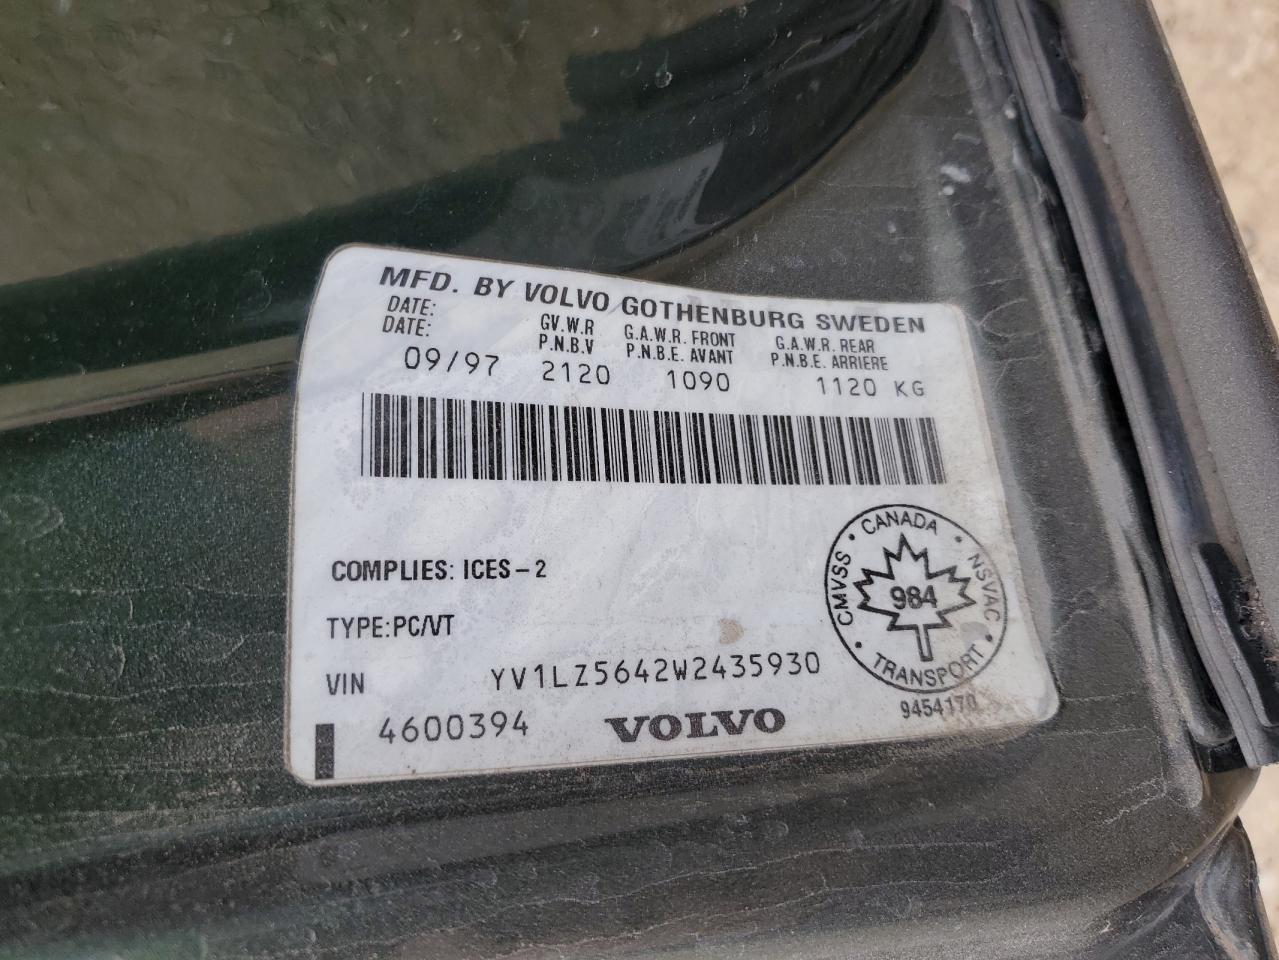 MFD. BY VOLVO GOTHENBURG SWEDEN
DATE: GV.W.R G.A.W.R. FRONT G.A.W.R. REAR
DATE: P.N.B.V P.N.B.E. AVANT P.N.B.E. ARRIERE
09/97 2120 1090 1120 KG
COMPLIES: ICES-2
TYPE:PC/VT
VIN YV1LZ5642W2435930
4600394 VOLVO
CANADA
CMVSS NSVAC
984
TRANSPORT
9454170